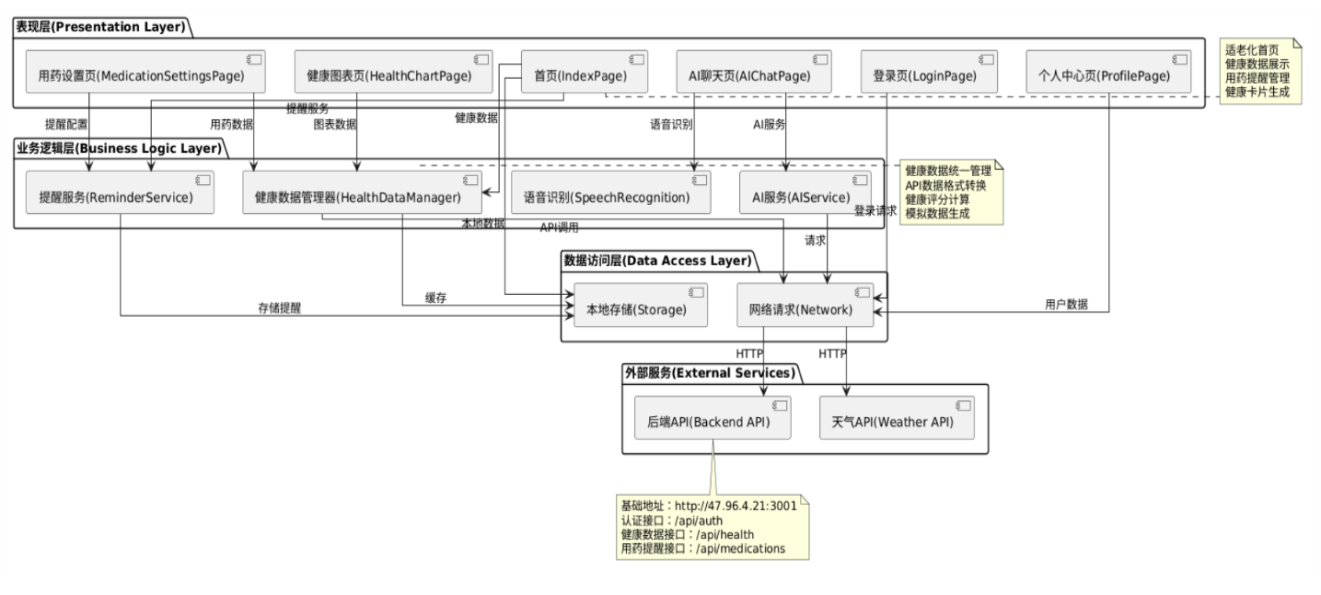 表现层(Presentation Layer)
用药设置页(MedicationSettingsPage)
健康图表页(HealthChartPage)
首页(IndexPage)
AI聊天页(AIChatPage)
登录页(LoginPage)
个人中心页(ProfilePage)
适老化首页
健康数据展示
用药提醒管理
健康卡片生成
提醒配置
用药数据
提醒服务
图表数据
健康数据
语音识别
AI服务
业务逻辑层(Business Logic Layer)
提醒服务(ReminderService)
健康数据管理器(HealthDataManager)
语音识别(SpeechRecognition)
AI服务(AIService)
健康数据统一管理
API数据格式转换
健康评分计算
模拟数据生成
登录请求
本地数据
API调用
请求
数据访问层(Data Access Layer)
本地存储(Storage)
网络请求(Network)
存储提醒
缓存
用户数据
HTTP
HTTP
外部服务(External Services)
后端API(Backend API)
天气API(Weather API)
基础地址：http://47.96.4.21:3001
认证接口：/api/auth
健康数据接口：/api/health
用药提醒接口：/api/medications